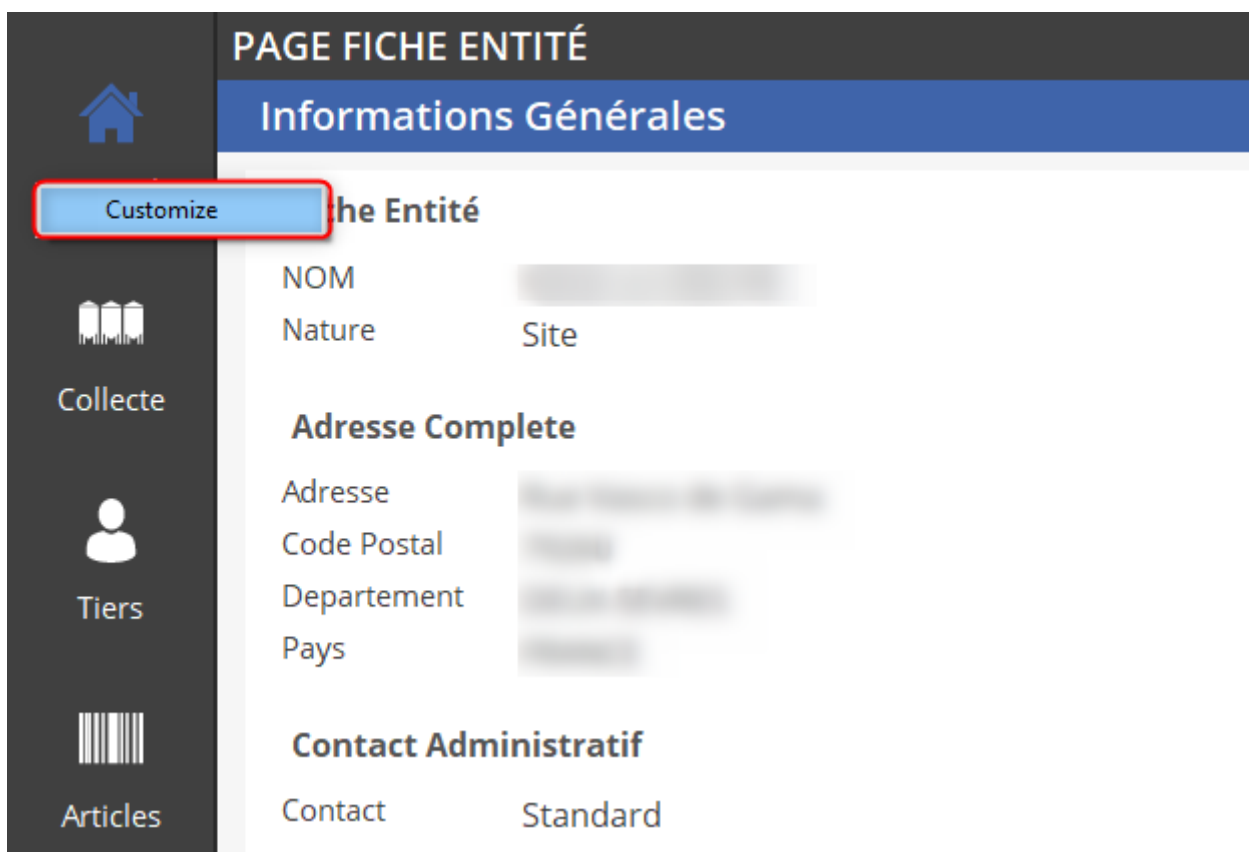 PAGE FICHE ENTITÉ
Informations Générales
Customize
he Entité
NOM
Nature Site
Collecte
Adresse Complete
Adresse
Code Postal
Departement
Tiers
Pays
Contact Administratif
Articles
Contact Standard